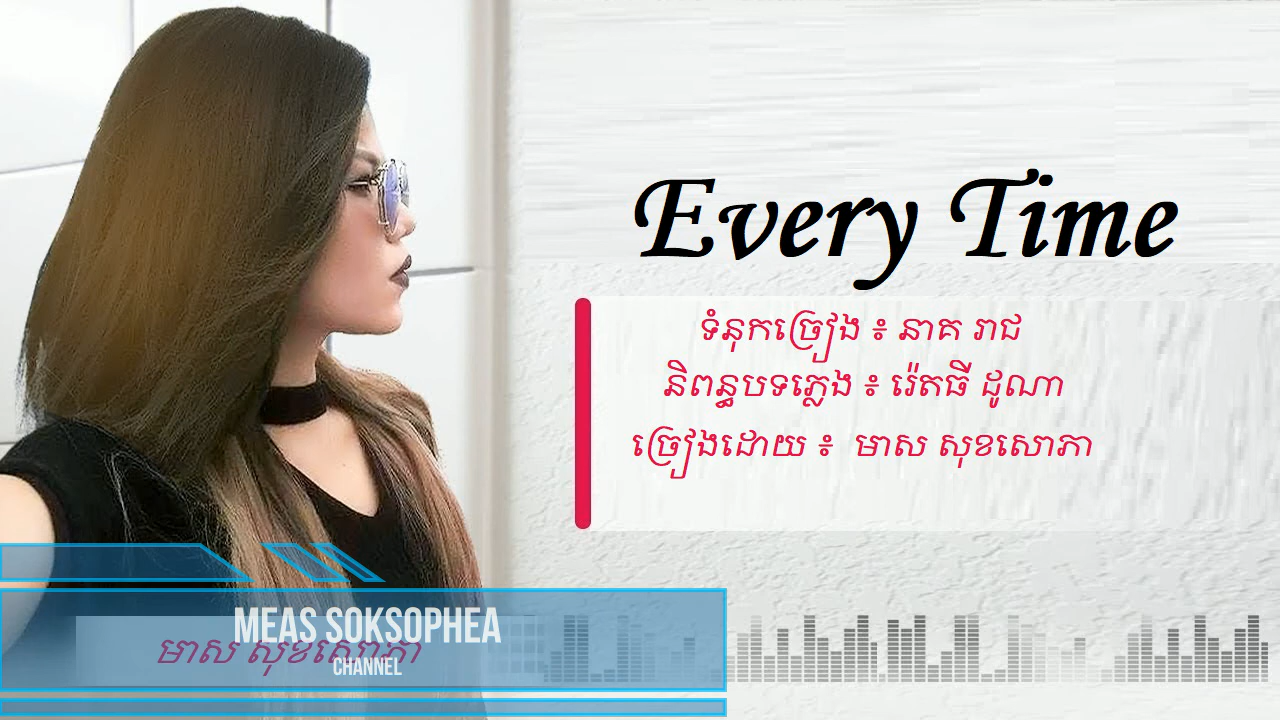 Every Time
ទំនុកច្រៀង ៖ នាគ រាជ
និពន្ធបទភ្លេង ៖ រ៉េតធី ដូណា
ច្រៀងដោយ ៖ មាស សុខសោភា
MEAS SOKSOPHEA
មាស សុខសោភា
CHANNEL